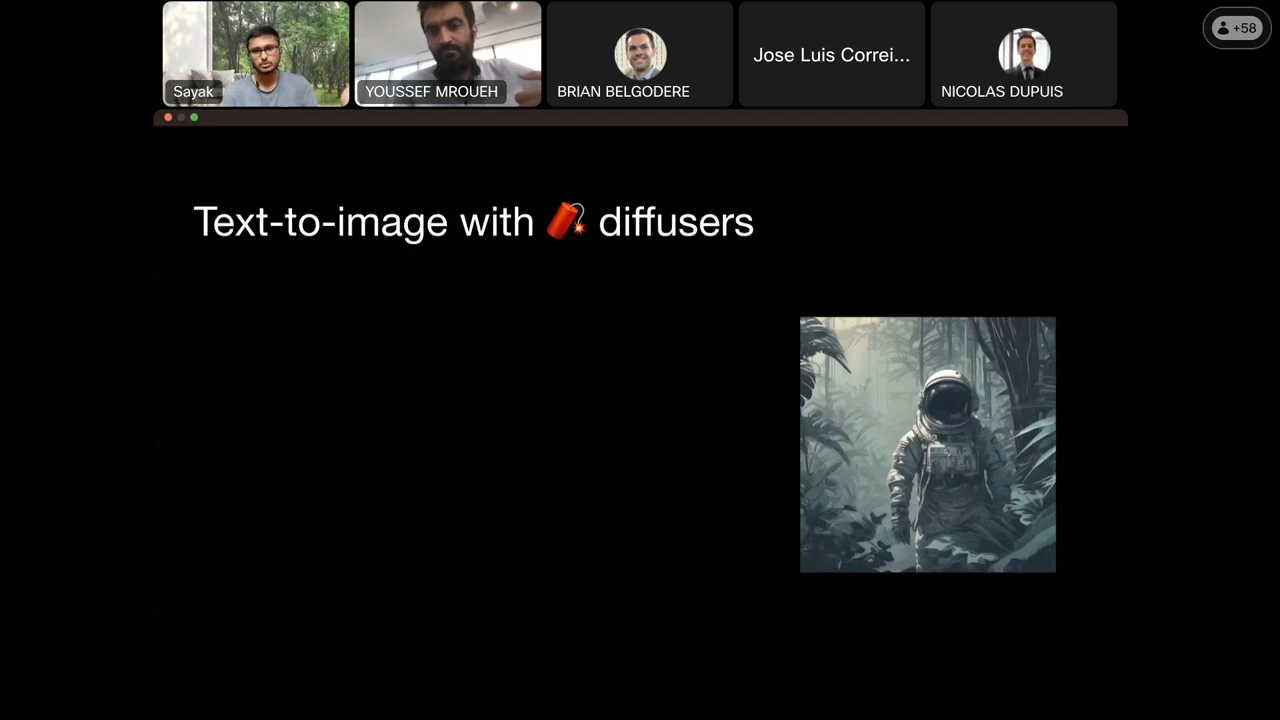 Sayak
YOUSSEF MROUEH
BRIAN BELGODERE
Jose Luis Correi...
NICOLAS DUPUIS
+58
Text-to-image with 🧨 diffusers